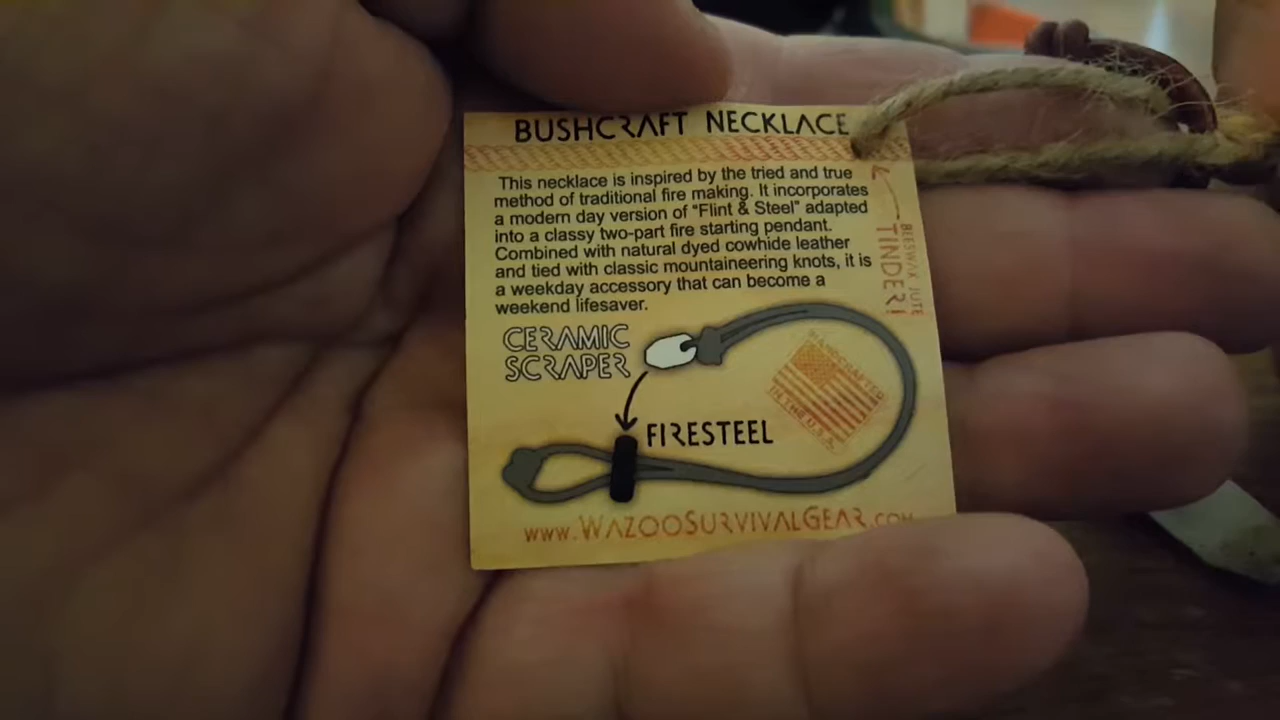 BUSHCRAFT NECKLACE
This necklace is inspired by the tried and true
method of traditional fire making. It incorporates
a modern day version of "Flint & Steel" adapted
into a classy two-part fire starting pendant.
Combined with natural dyed cowhide leather
and tied with classic mountaineering knots, it is
a weekday accessory that can become a
weekend lifesaver.
BEESWAX JUTE
TINDER!
CERAMIC
SCRAPER
HANDCRAFTED
IN THE U.S.A.
FIRESTEEL
www.WazooSurvivalGear.com